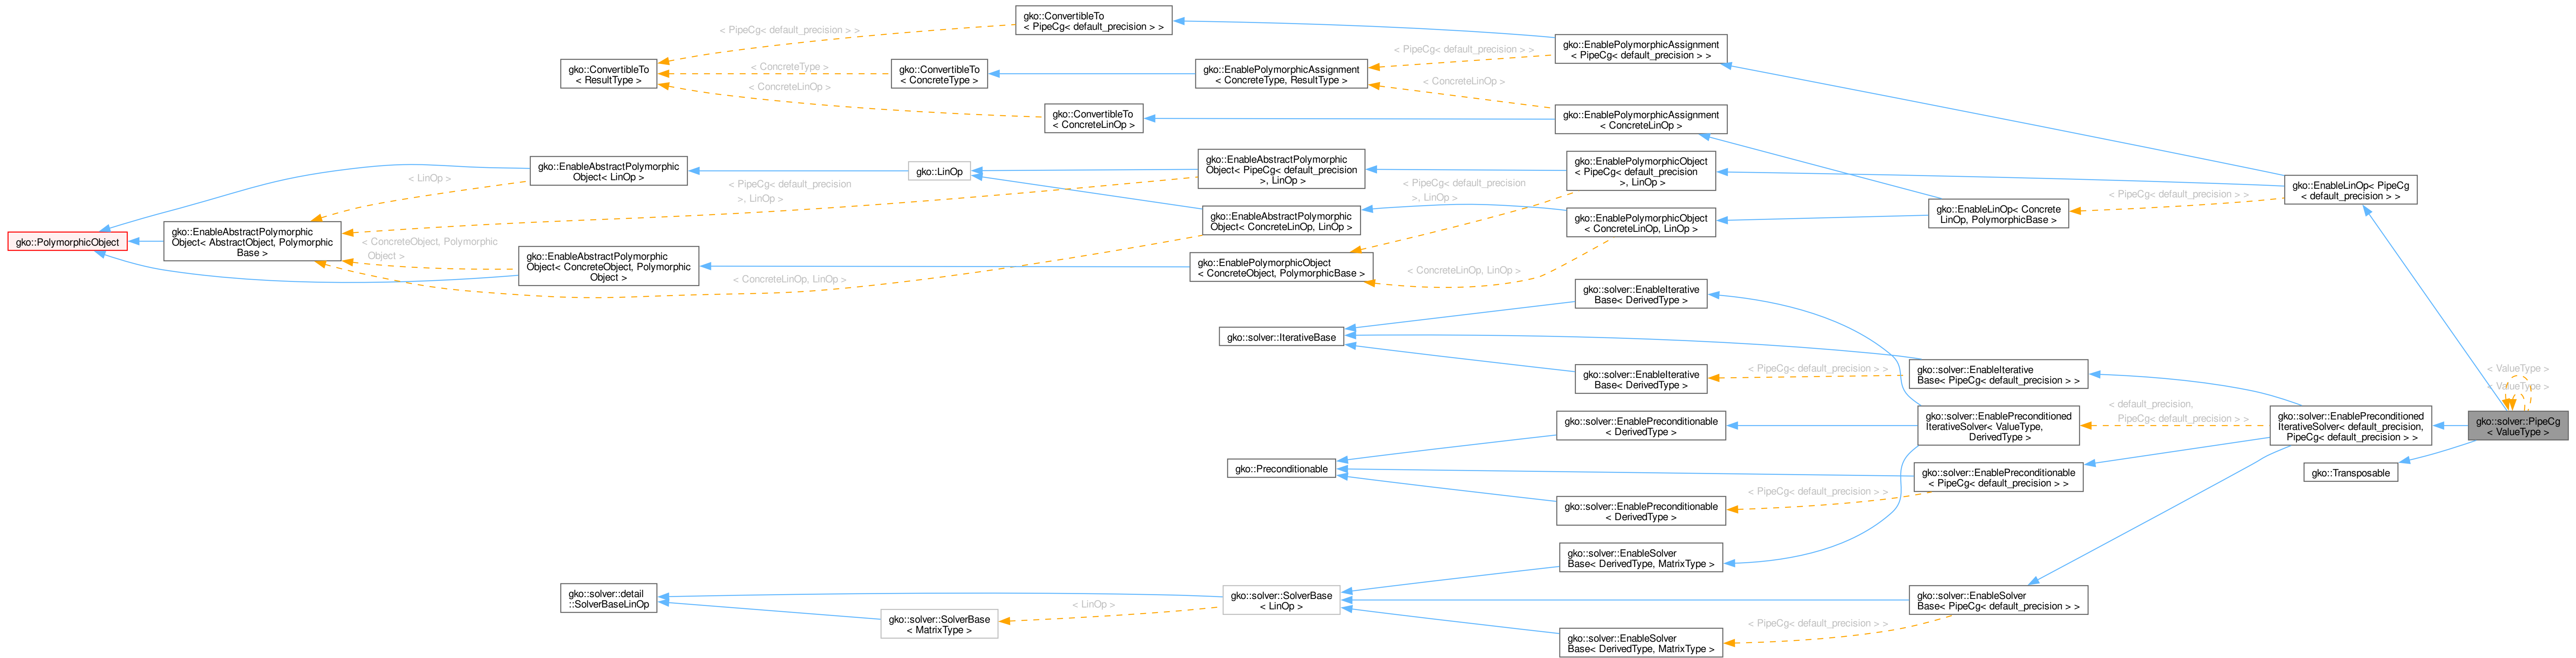 gko::ConvertibleTo
< PipeCg< default_precision > >
< PipeCg< default_precision > >
gko::EnablePolymorphicAssignment
< PipeCg< default_precision > >
< PipeCg< default_precision > >
gko::ConvertibleTo
< ResultType >
< ConcreteType >
gko::ConvertibleTo
< ConcreteType >
gko::EnablePolymorphicAssignment
< ConcreteType, ResultType >
< ConcreteLinOp >
< ConcreteLinOp >
gko::ConvertibleTo
< ConcreteLinOp >
gko::EnablePolymorphicAssignment
< ConcreteLinOp >
gko::EnableAbstractPolymorphic
Object< LinOp >
< LinOp >
gko::LinOp
gko::EnableAbstractPolymorphic
Object< PipeCg< default_precision
>, LinOp >
gko::EnablePolymorphicObject
< PipeCg< default_precision
>, LinOp >
< PipeCg< default_precision
>, LinOp >
< PipeCg< default_precision
>, LinOp >
gko::EnableLinOp< PipeCg
< default_precision > >
< PipeCg< default_precision > >
gko::EnableLinOp< Concrete
LinOp, PolymorphicBase >
gko::EnableAbstractPolymorphic
Object< ConcreteLinOp, LinOp >
gko::EnablePolymorphicObject
< ConcreteLinOp, LinOp >
gko::PolymorphicObject
gko::EnableAbstractPolymorphic
Object< AbstractObject, Polymorphic
Base >
< ConcreteObject, Polymorphic
Object >
gko::EnableAbstractPolymorphic
Object< ConcreteObject, Polymorphic
Object >
< ConcreteLinOp, LinOp >
gko::EnablePolymorphicObject
< ConcreteObject, PolymorphicBase >
< ConcreteLinOp, LinOp >
gko::solver::EnableIterative
Base< DerivedType >
gko::solver::IterativeBase
gko::solver::EnableIterative
Base< DerivedType >
< PipeCg< default_precision > >
gko::solver::EnableIterative
Base< PipeCg< default_precision > >
< ValueType >
< ValueType >
gko::solver::EnablePreconditionable
< DerivedType >
gko::solver::EnablePreconditioned
IterativeSolver< ValueType,
DerivedType >
< default_precision,
PipeCg< default_precision > >
gko::solver::EnablePreconditioned
IterativeSolver< default_precision,
PipeCg< default_precision > >
gko::solver::PipeCg
< ValueType >
gko::Preconditionable
gko::solver::EnablePreconditionable
< PipeCg< default_precision > >
gko::Transposable
< PipeCg< default_precision > >
gko::solver::EnablePreconditionable
< DerivedType >
gko::solver::EnableSolver
Base< DerivedType, MatrixType >
gko::solver::detail
::SolverBaseLinOp
gko::solver::SolverBase
< MatrixType >
< LinOp >
gko::solver::SolverBase
< LinOp >
gko::solver::EnableSolver
Base< PipeCg< default_precision > >
< PipeCg< default_precision > >
gko::solver::EnableSolver
Base< DerivedType, MatrixType >